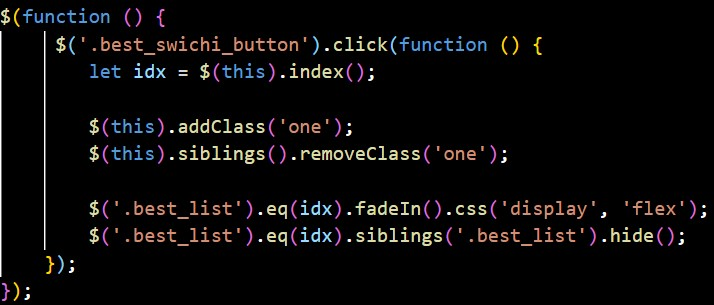 $(function () {
$('.best_swichi_button').click(function () {
let idx = $(this).index();
$(this).addClass('one');
$(this).siblings().removeClass('one');
$('.best_list').eq(idx).fadeIn().css('display', 'flex');
$('.best_list').eq(idx).siblings('.best_list').hide();
});
});